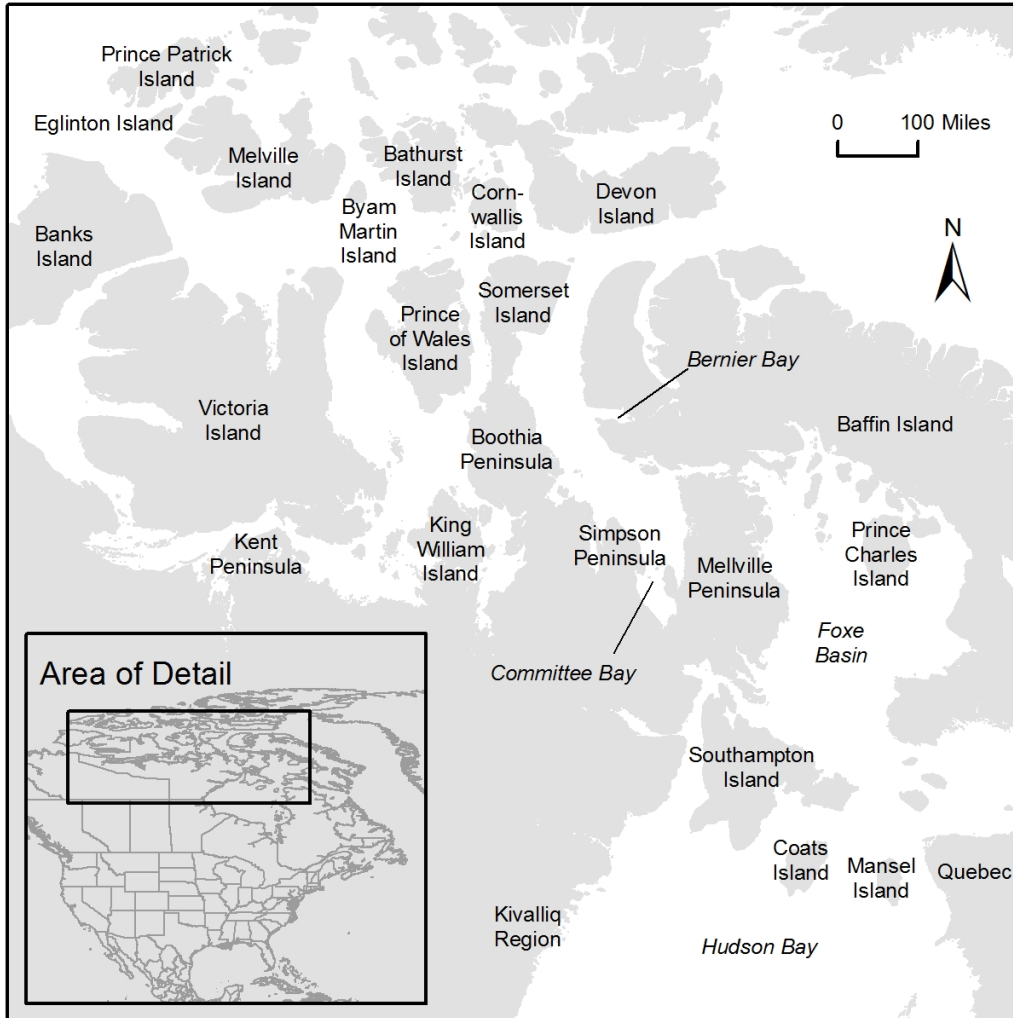 Prince Patrick
Island
Eglinton Island
Melville
Island
Bathurst
Island
Corn-
wallis
Island
Devon
Island
0 100 Miles
Banks
Island
Byam
Martin
Island
N
Somerset
Island
Prince
of Wales
Island
Bernier Bay
Victoria
Island
Boothia
Peninsula
Baffin Island
Kent
Peninsula
King
William
Island
Simpson
Peninsula
Mellville
Peninsula
Prince
Charles
Island
Foxe
Basin
Committee Bay
Area of Detail
Southampton
Island
Coats
Island
Mansel
Island
Quebec
Kivalliq
Region
Hudson Bay